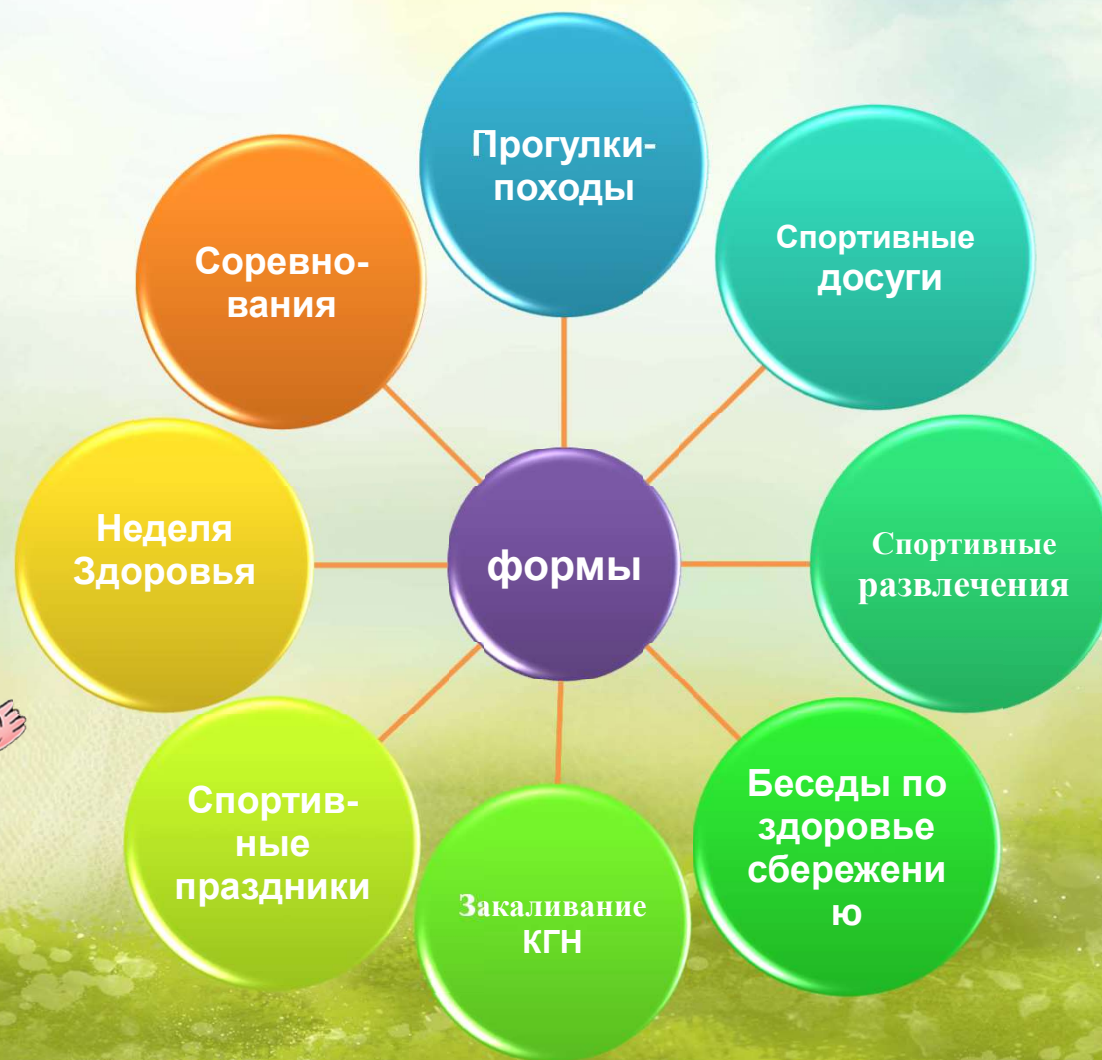 Прогулки-
походы
Спортивные
досуги
Спортивные
развлечения
Беседы по
здоровье
сбережени
ю
Закаливание
КГН
Спортив-
ные
праздники
Неделя
Здоровья
Соревно-
вания
формы